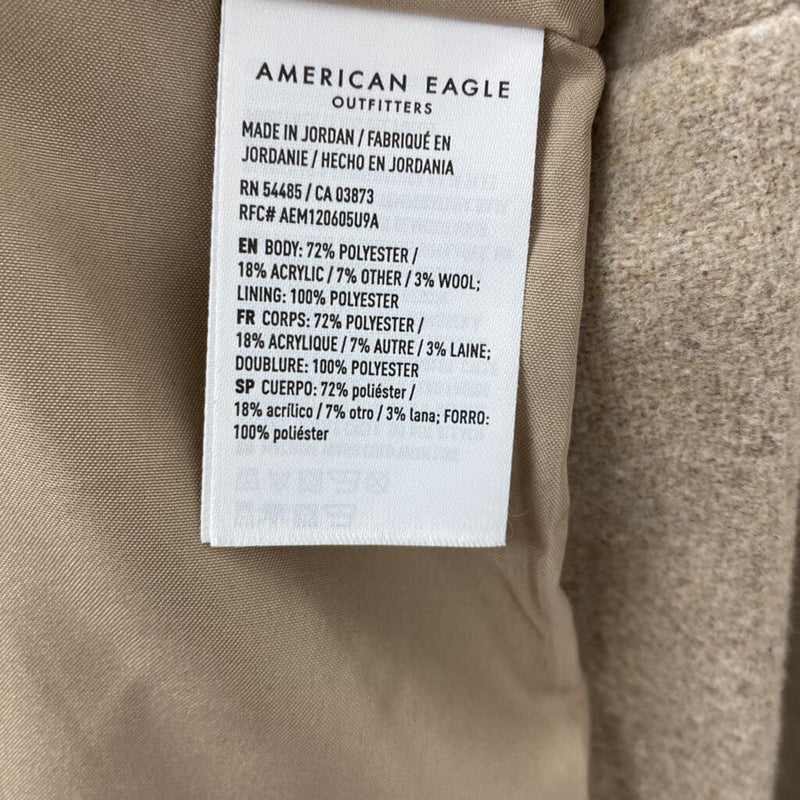 AMERICAN EAGLE
OUTFITTERS
MADE IN JORDAN / FABRIQUÉ EN
JORDANIE / HECHO EN JORDANIA
RN 54485 / CA 03873
RFC# AEM120605U9A
EN BODY: 72% POLYESTER /
18% ACRYLIC / 7% OTHER / 3% WOOL;
LINING: 100% POLYESTER
FR CORPS: 72% POLYESTER /
18% ACRYLIQUE / 7% AUTRE / 3% LAINE;
DOUBLURE: 100% POLYESTER
SP CUERPO: 72% poliéster /
18% acrílico / 7% otro / 3% lana; FORRO:
100% poliéster